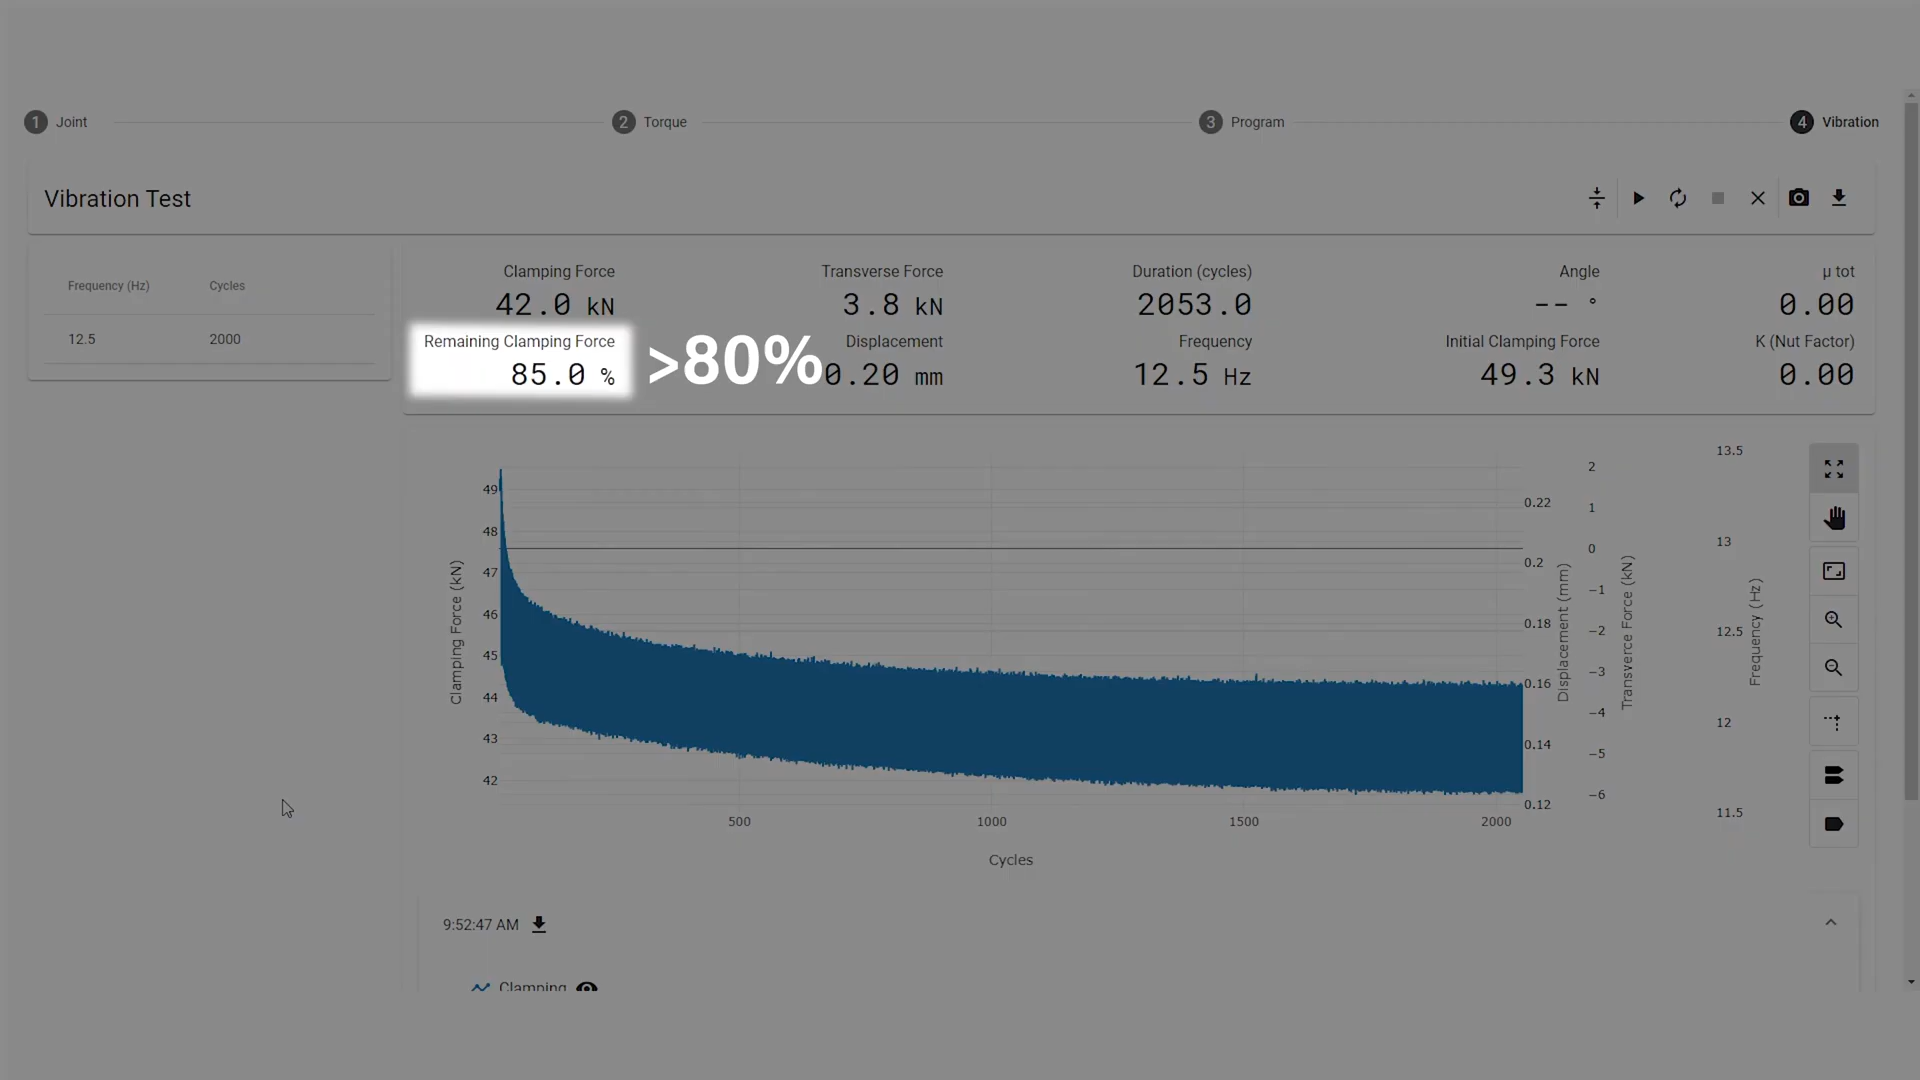 1 Joint
2 Torque
3 Program
4 Vibration
Vibration Test
Frequency (Hz) Cycles
12.5 2000
Clamping Force Transverse Force Duration (cycles) Angle µ tot
42.0 kN 3.8 kN 2053.0 -- ° 0.00
Remaining Clamping Force Displacement Frequency Initial Clamping Force K (Nut Factor)
85.0 % >80% 0.20 mm 12.5 Hz 49.3 kN 0.00
Clamping Force (kN)
49
48
47
46
45
44
43
42
500 1000 1500 2000
Cycles
0.22
0.2
0.18
0.16
0.14
0.12
Displacement (mm)
2
1
0
−1
−2
−3
−4
−5
−6
Transverce Force (kN)
13.5
13
12.5
12
11.5
Frequency (Hz)
9:52:47 AM
Clamping